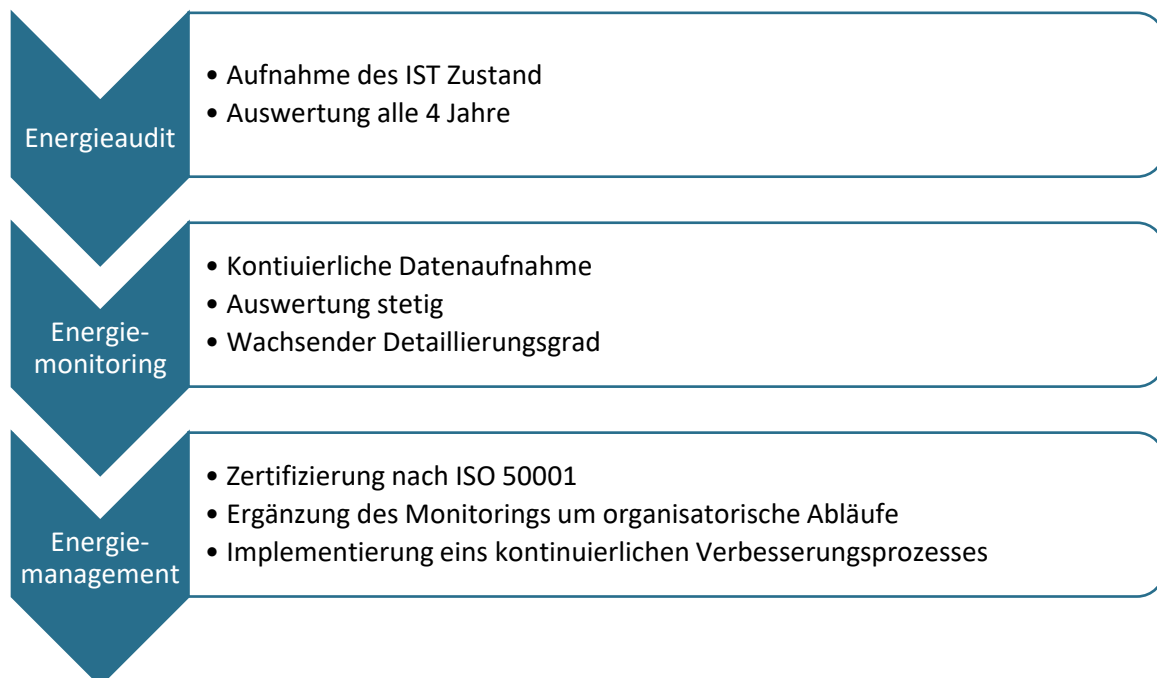 Energieaudit
• Aufnahme des IST Zustand
• Auswertung alle 4 Jahre
Energie-
monitoring
• Kontiuierliche Datenaufnahme
• Auswertung stetig
• Wachsender Detaillierungsgrad
Energie-
management
• Zertifizierung nach ISO 50001
• Ergänzung des Monitorings um organisatorische Abläufe
• Implementierung eins kontinuierlichen Verbesserungsprozesses